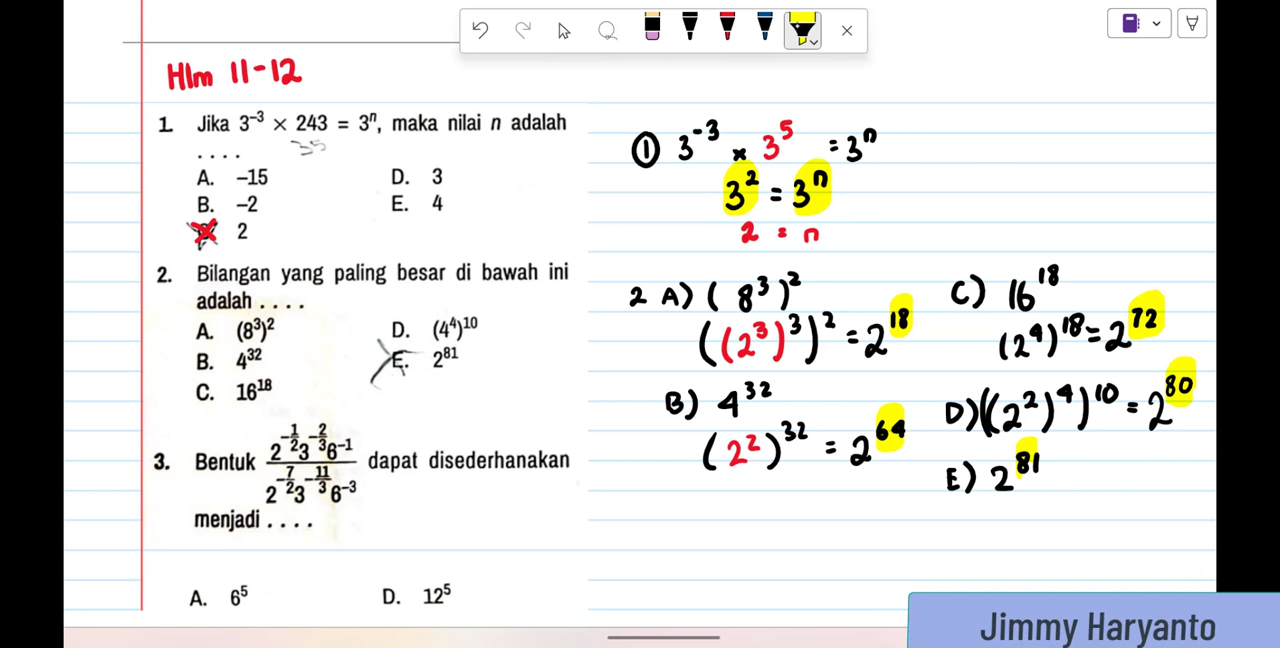 Hlm 11-12
1. Jika 3⁻³ × 243 = 3ⁿ, maka nilai n adalah
3⁵
. . . .
A. –15 D. 3
B. –2 E. 4
2
2. Bilangan yang paling besar di bawah ini
adalah . . . .
A. (8³)² D. (4⁴)¹⁰
B. 4³² E. 2⁸¹
C. 16¹⁸
3. Bentuk (2^(-1/2) 3^(-2/3) 6^(-1)) / (2^(-7/2) 3^(-11/3) 6^(-3)) dapat disederhanakan
menjadi . . . .
A. 6⁵ D. 12⁵
① 3⁻³ × 3⁵ = 3ⁿ
3² = 3ⁿ
2 = n
2 A) (8³)²
((2³)³)² = 2¹⁸
B) 4³²
(2²)³² = 2⁶⁴
C) 16¹⁸
(2⁴)¹⁸ = 2⁷²
D) ((2²)⁴)¹⁰ = 2⁸⁰
E) 2⁸¹
Jimmy Haryanto